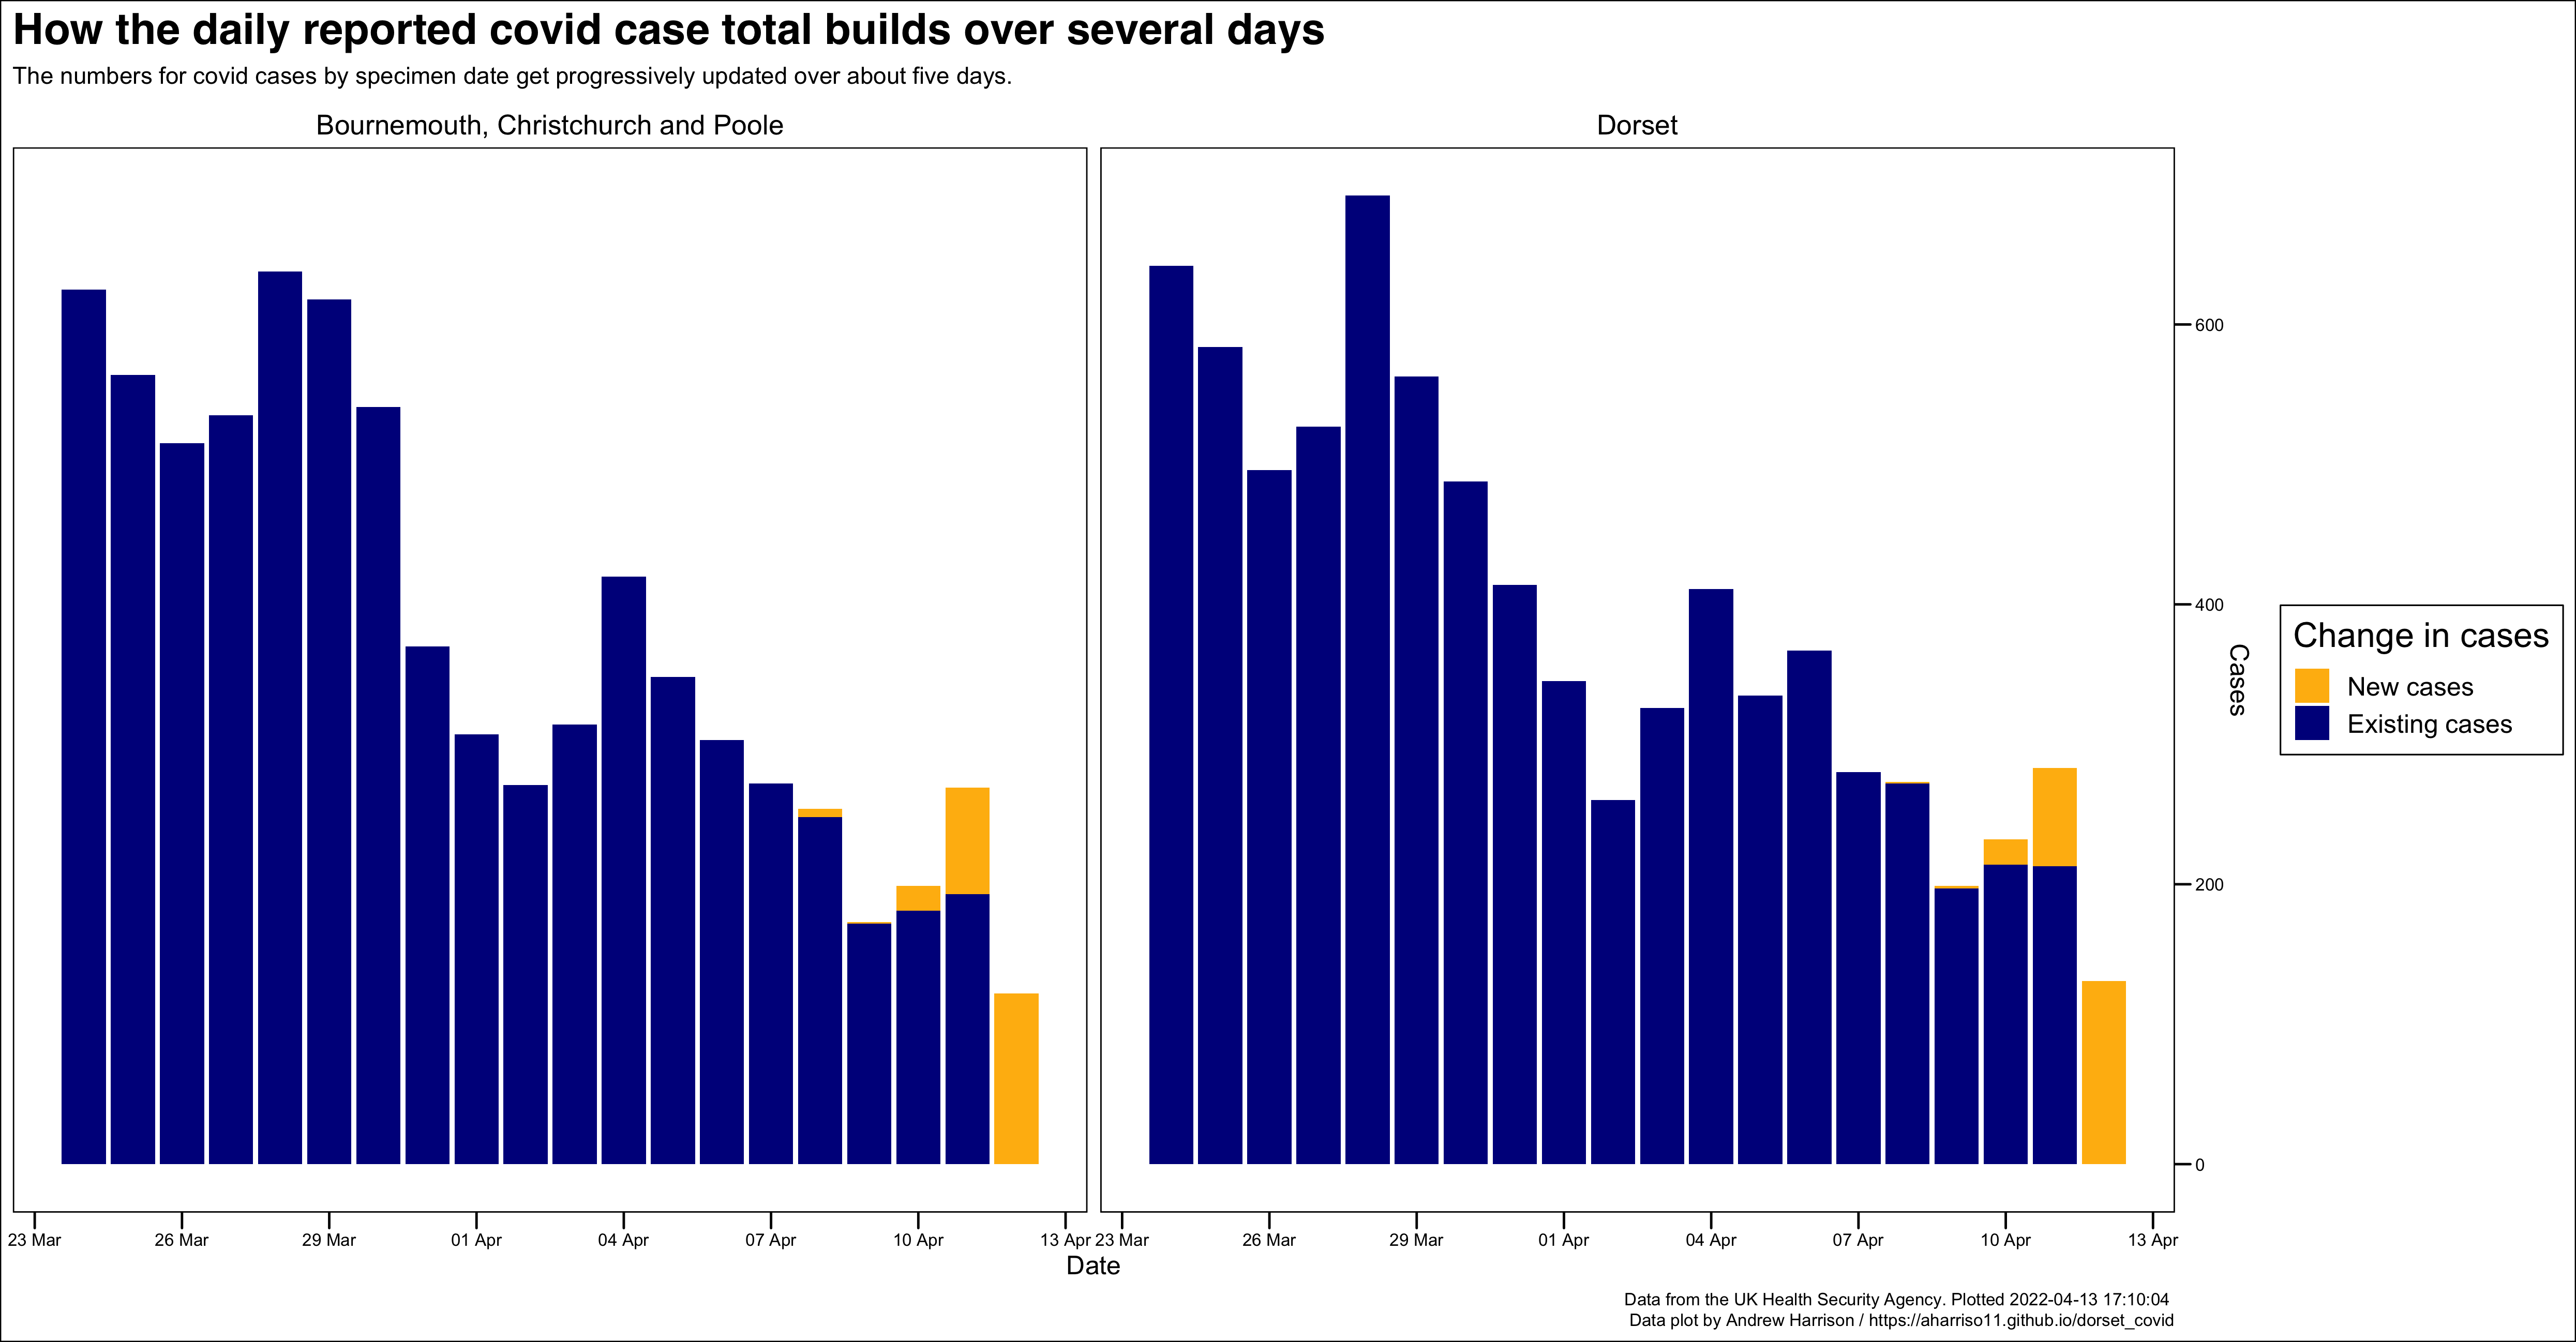 How the daily reported covid case total builds over several days
The numbers for covid cases by specimen date get progressively updated over about five days.
Bournemouth, Christchurch and Poole
Dorset
600
400
200
0
Cases
Change in cases
New cases
Existing cases
23 Mar 26 Mar 29 Mar 01 Apr 04 Apr 07 Apr 10 Apr 13 Apr
23 Mar 26 Mar 29 Mar 01 Apr 04 Apr 07 Apr 10 Apr 13 Apr
Date
Data from the UK Health Security Agency. Plotted 2022-04-13 17:10:04
Data plot by Andrew Harrison / https://aharriso11.github.io/dorset_covid